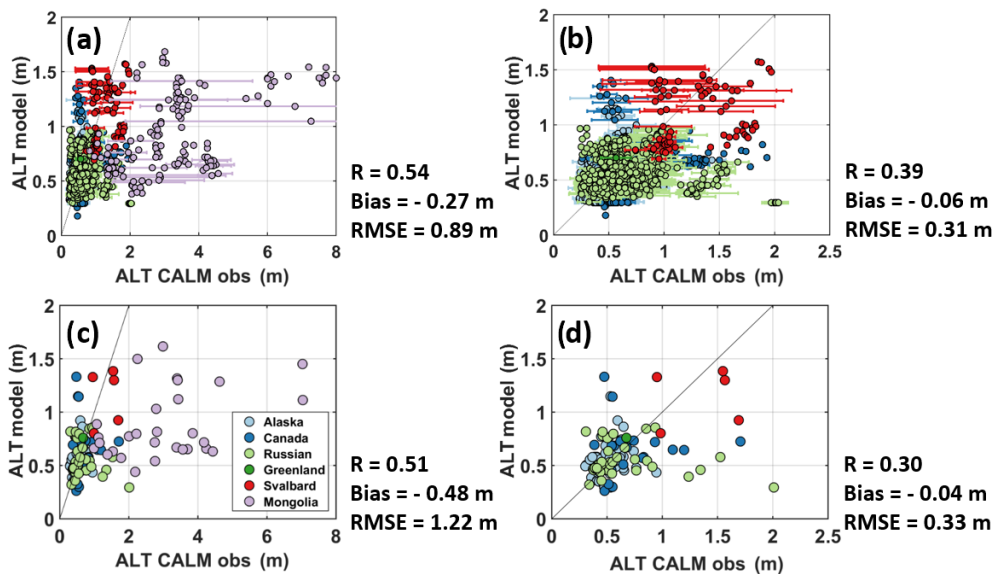 (a)
2
1.5
1
0.5
0
0 2 4 6 8
ALT model (m)
ALT CALM obs (m)
R = 0.54
Bias = - 0.27 m
RMSE = 0.89 m
(b)
2
1.5
1
0.5
0
0 0.5 1 1.5 2 2.5
ALT model (m)
ALT CALM obs (m)
R = 0.39
Bias = - 0.06 m
RMSE = 0.31 m
(c)
2
1.5
1
0.5
0
0 2 4 6 8
ALT model (m)
ALT CALM obs (m)
Alaska
Canada
Russian
Greenland
Svalbard
Mongolia
R = 0.51
Bias = - 0.48 m
RMSE = 1.22 m
(d)
2
1.5
1
0.5
0
0 0.5 1 1.5 2 2.5
ALT model (m)
ALT CALM obs (m)
R = 0.30
Bias = - 0.04 m
RMSE = 0.33 m